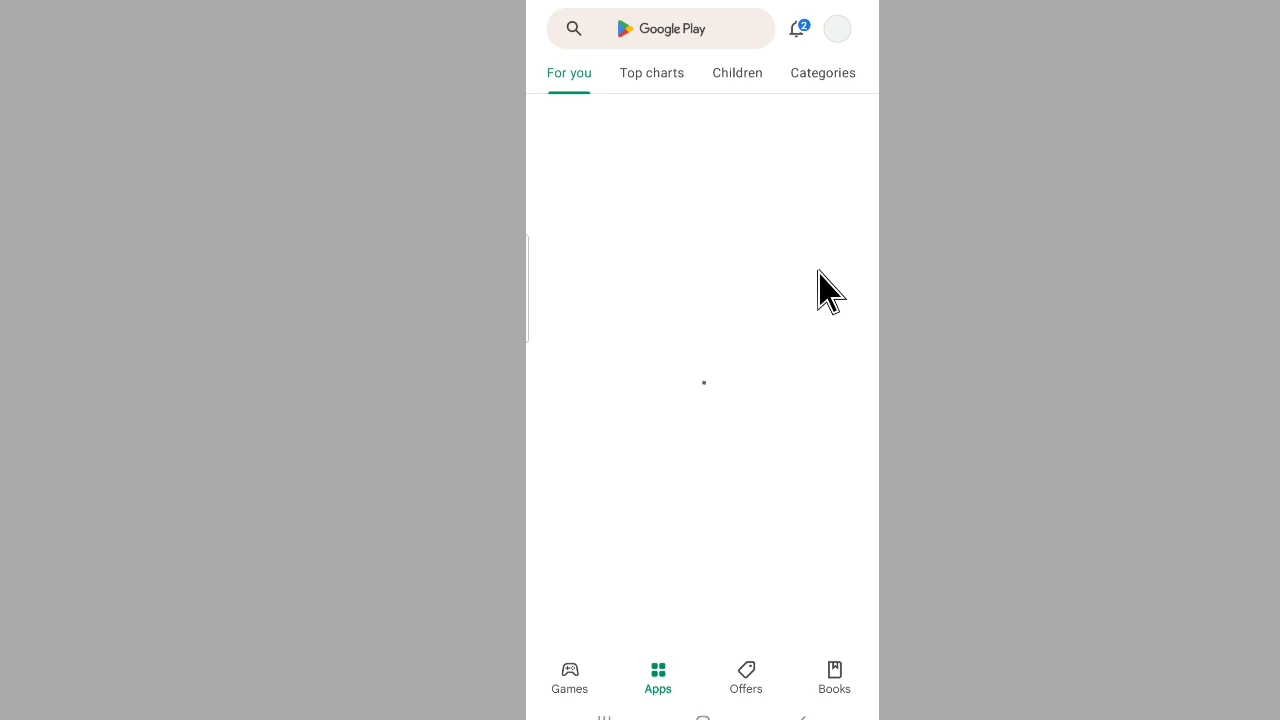 Google Play
2
For you
Top charts
Children
Categories
Games
Apps
Offers
Books